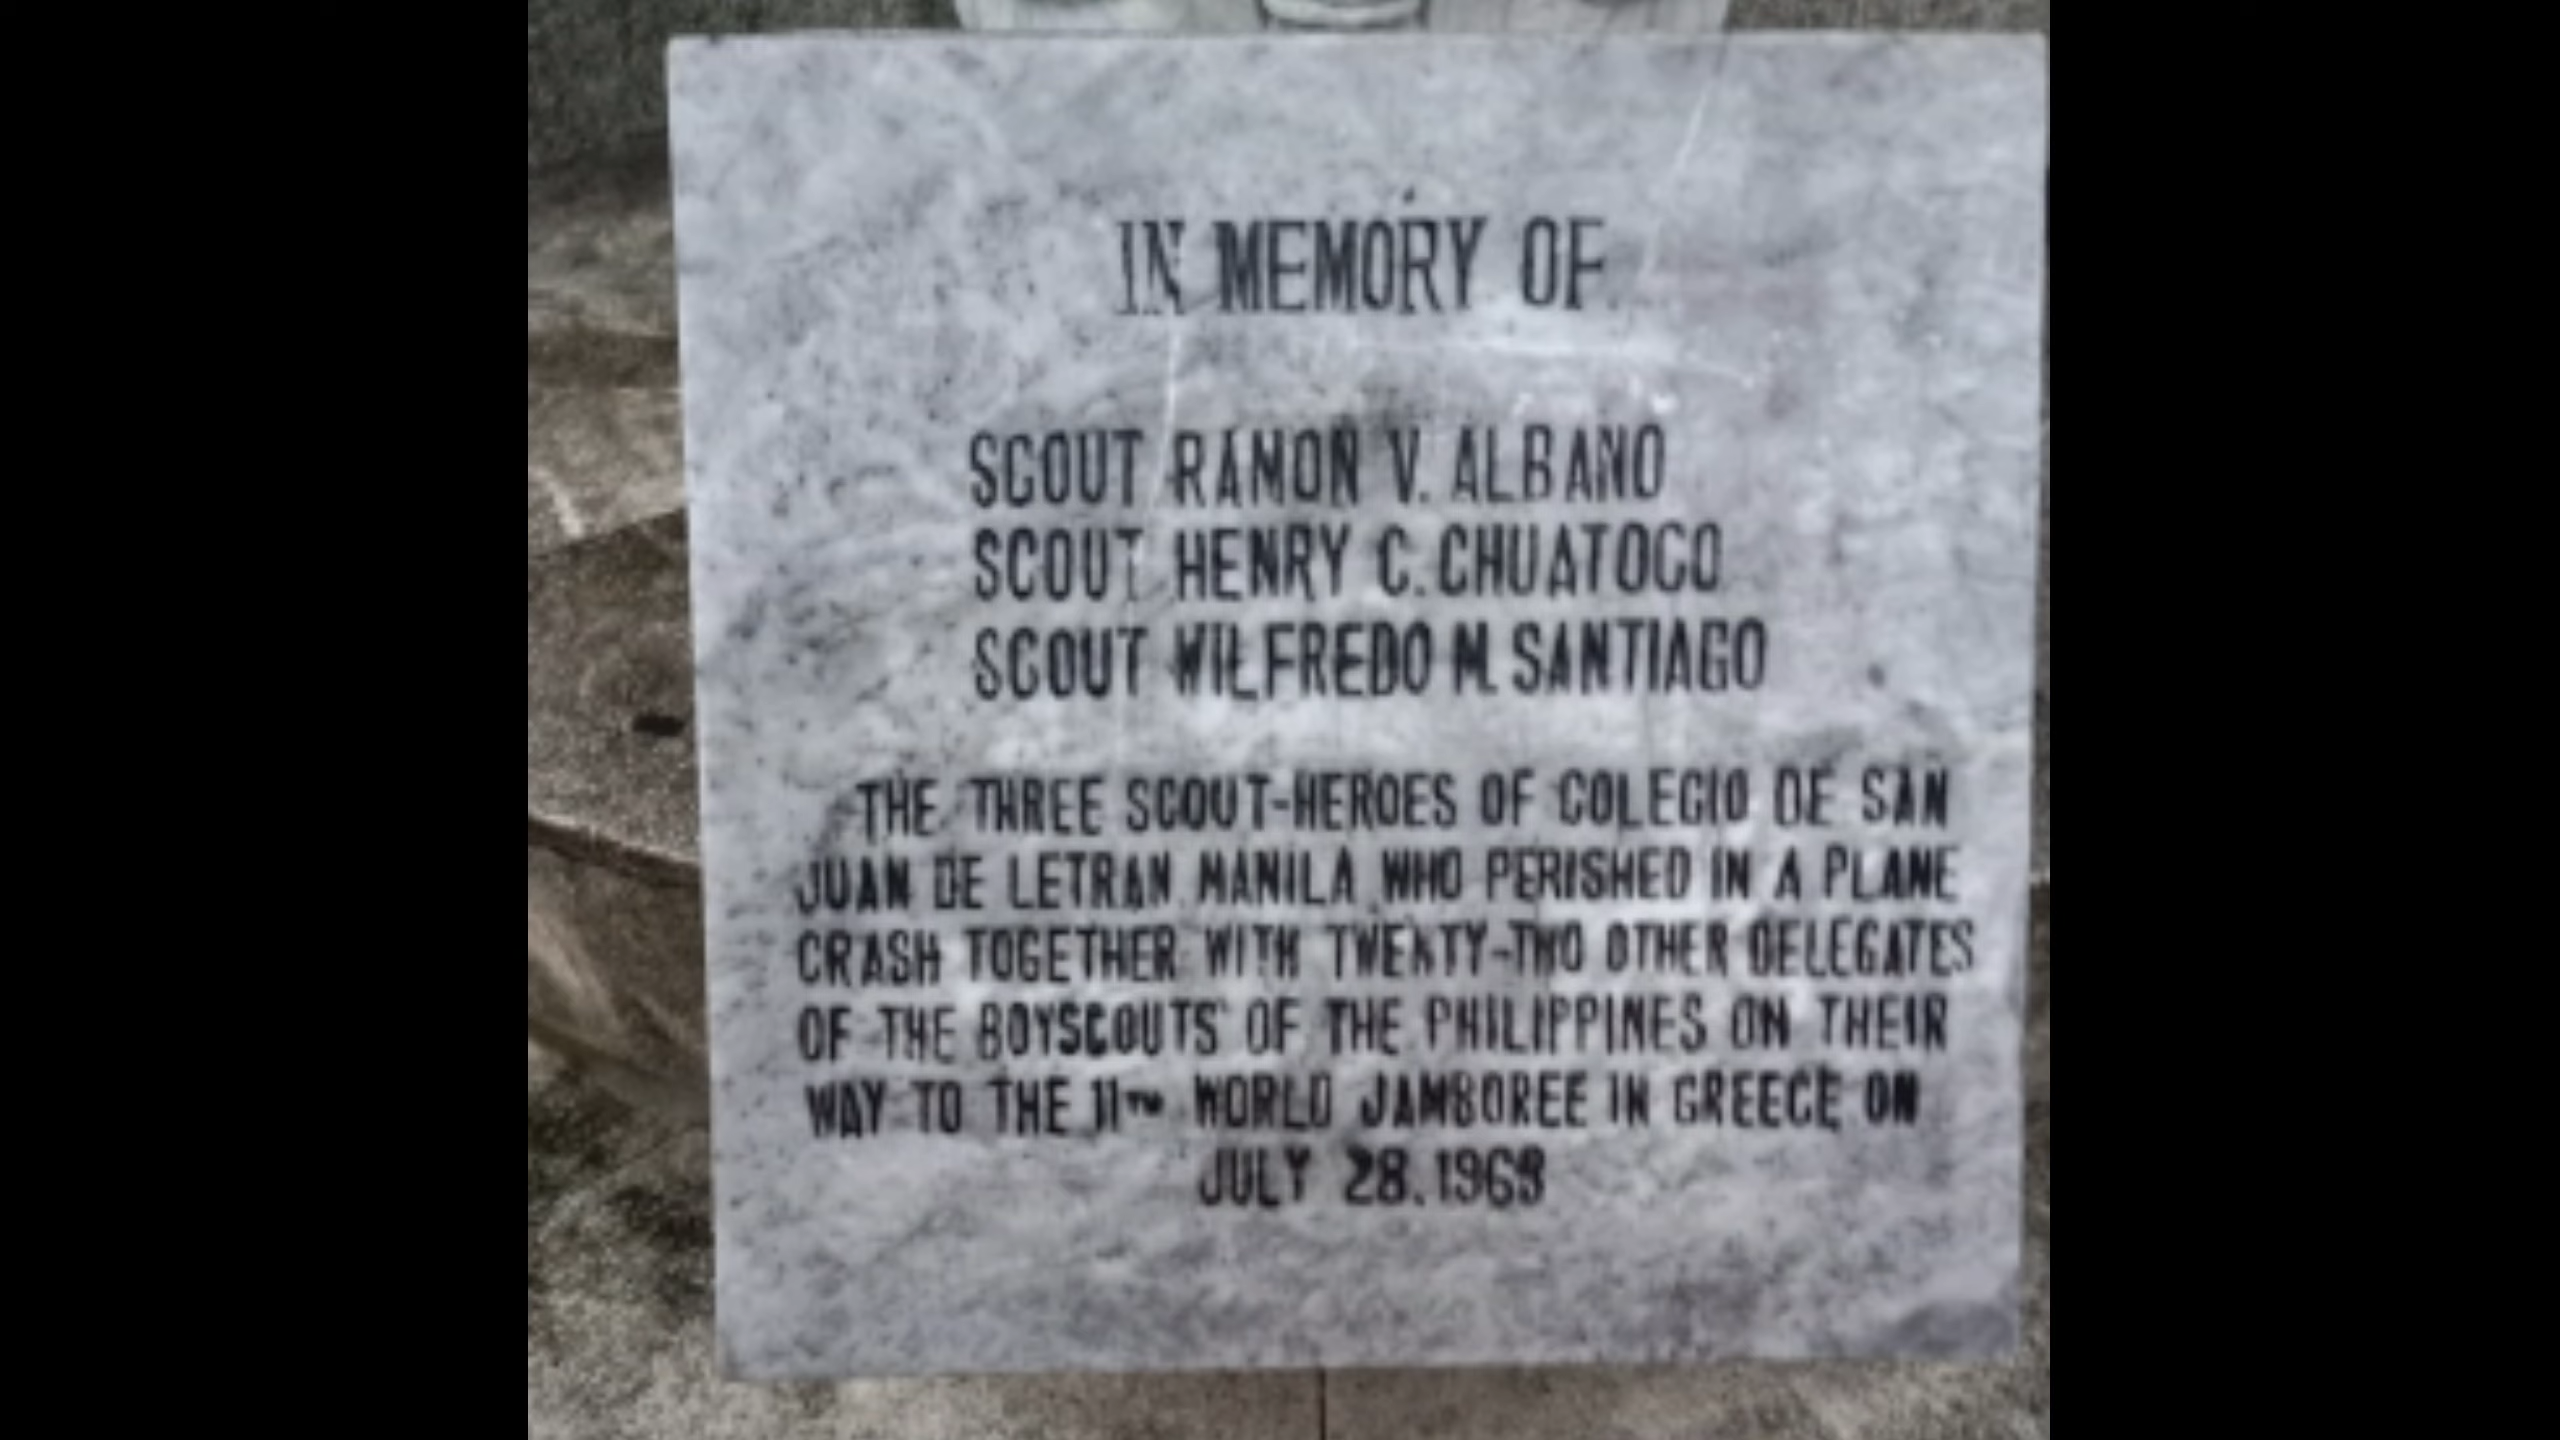 IN MEMORY OF
SCOUT RAMON V. ALBANO
SCOUT HENRY C. CHUATOCO
SCOUT WILFREDO M. SANTIAGO
THE THREE SCOUT-HEROES OF COLEGIO DE SAN
JUAN DE LETRAN MANILA WHO PERISHED IN A PLANE
CRASH TOGETHER WITH TWENTY-TWO OTHER DELEGATES
OF THE BOYSCOUTS OF THE PHILIPPINES ON THEIR
WAY TO THE 11TH WORLD JAMBOREE IN GREECE ON
JULY 28. 1963